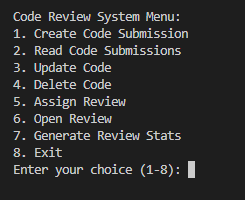 Code Review System Menu:
1. Create Code Submission
2. Read Code Submissions
3. Update Code
4. Delete Code
5. Assign Review
6. Open Review
7. Generate Review Stats
8. Exit
Enter your choice (1-8):